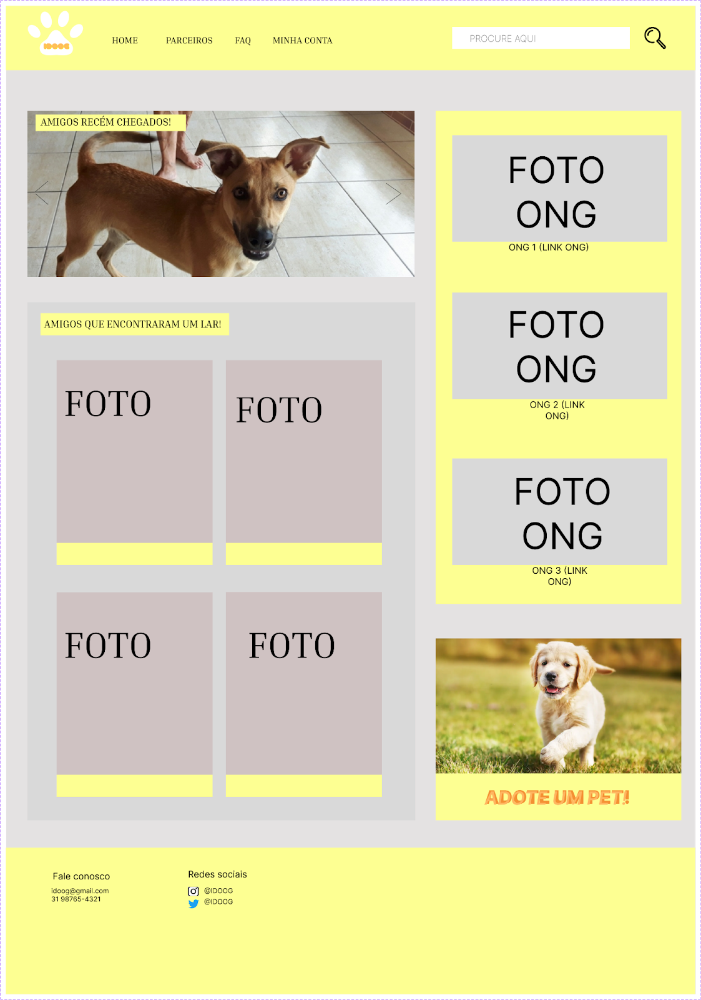 IDOOG
HOME
PARCEIROS
FAQ
MINHA CONTA
PROCURE AQUI
AMIGOS RECÉM CHEGADOS!
AMIGOS QUE ENCONTRARAM UM LAR!
FOTO
FOTO
FOTO
FOTO
FOTO
ONG
ONG 1 (LINK ONG)
FOTO
ONG
ONG 2 (LINK
ONG)
FOTO
ONG
ONG 3 (LINK
ONG)
ADOTE UM PET!
Fale conosco
idoog@gmail.com
31 98765-4321
Redes sociais
@IDOOG
@IDOOG